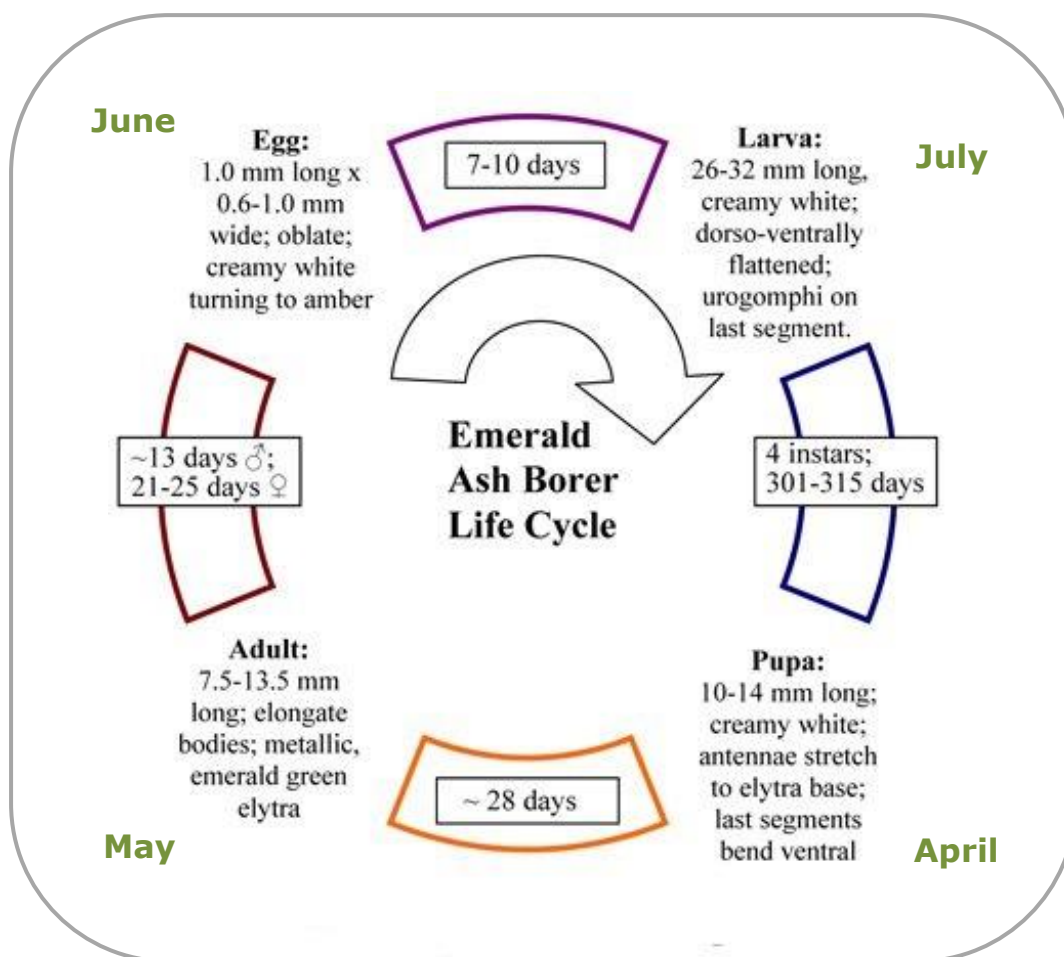 June
Egg:
1.0 mm long x
0.6-1.0 mm
wide; oblate;
creamy white
turning to amber
7-10 days
Larva:
26-32 mm long,
creamy white;
dorso-ventrally
flattened;
urogomphi on
last segment.
July
~13 days ♂;
21-25 days ♀
Emerald
Ash Borer
Life Cycle
4 instars;
301-315 days
Adult:
7.5-13.5 mm
long; elongate
bodies; metallic,
emerald green
elytra
May
~ 28 days
Pupa:
10-14 mm long;
creamy white;
antennae stretch
to elytra base;
last segments
bend ventral
April